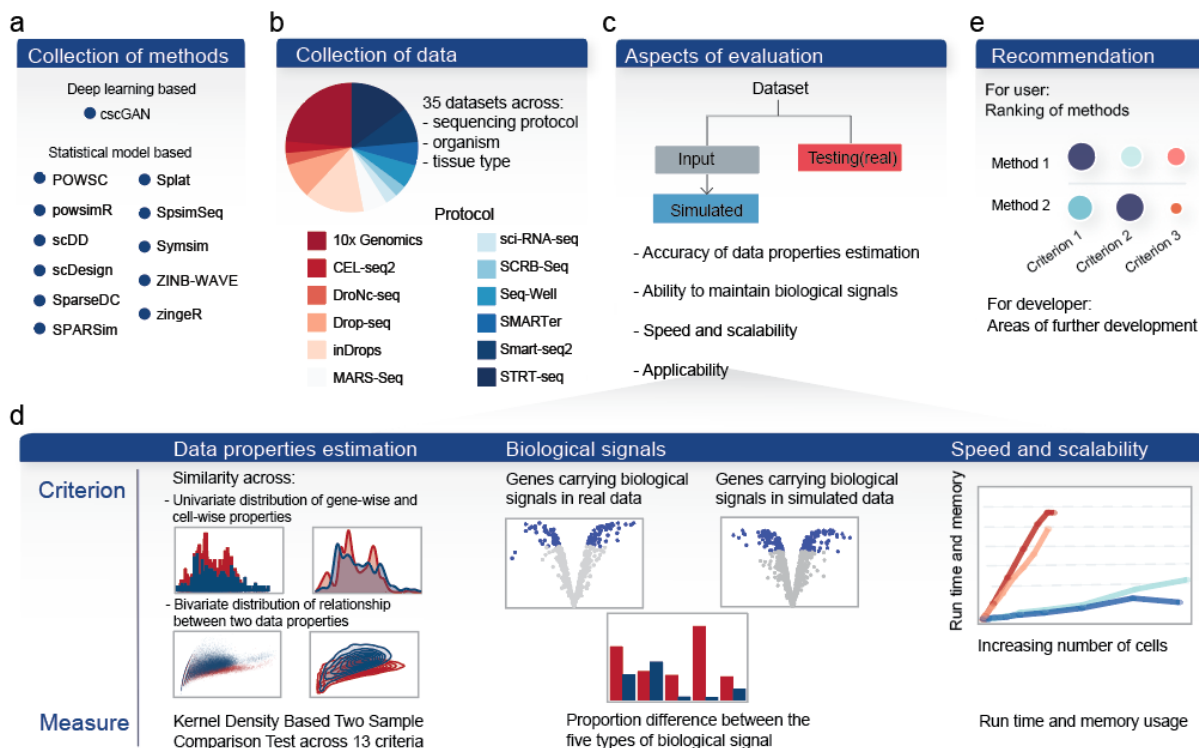 a
Collection of methods
Deep learning based
cscGAN
Statistical model based
POWSC
powsimR
scDD
scDesign
SparseDC
SPARSim
Splat
SpsimSeq
Symsim
ZINB-WAVE
zingeR
b
Collection of data
35 datasets across:
- sequencing protocol
- organism
- tissue type
Protocol
10x Genomics
CEL-seq2
DroNc-seq
Drop-seq
inDrops
MARS-Seq
sci-RNA-seq
SCRB-Seq
Seq-Well
SMARTer
Smart-seq2
STRT-seq
c
Aspects of evaluation
Dataset
Input
Testing(real)
Simulated
- Accuracy of data properties estimation
- Ability to maintain biological signals
- Speed and scalability
- Applicability
e
Recommendation
For user:
Ranking of methods
Method 1
Method 2
Criterion 1
Criterion 2
Criterion 3
For developer:
Areas of further development
d
Data properties estimation
Biological signals
Speed and scalability
Criterion
Similarity across:
- Univariate distribution of gene-wise and
cell-wise properties
- Bivariate distribution of relationship
between two data properties
Genes carrying biological
signals in real data
Genes carrying biological
signals in simulated data
Run time and memory
Increasing number of cells
Measure
Kernel Density Based Two Sample
Comparison Test across 13 criteria
Proportion difference between the
five types of biological signal
Run time and memory usage